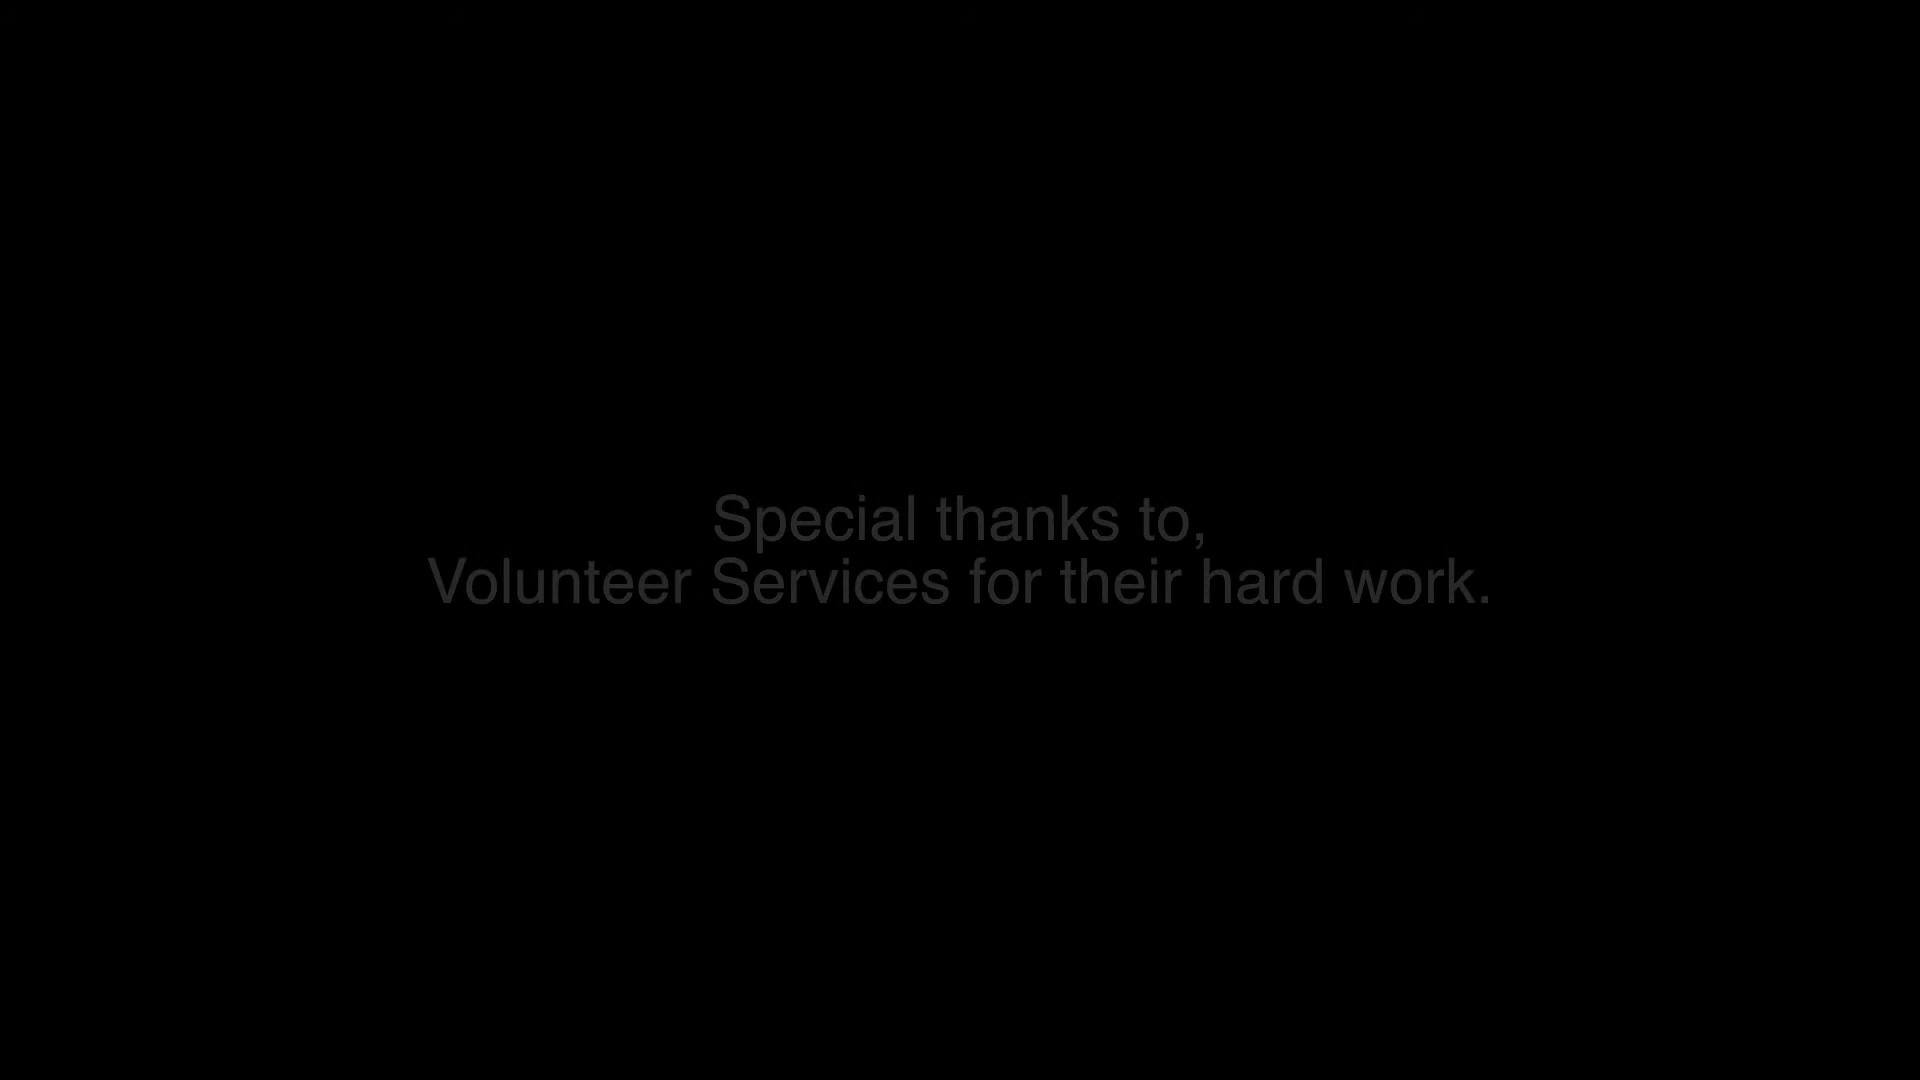 Special thanks to,
Volunteer Services for their hard work.